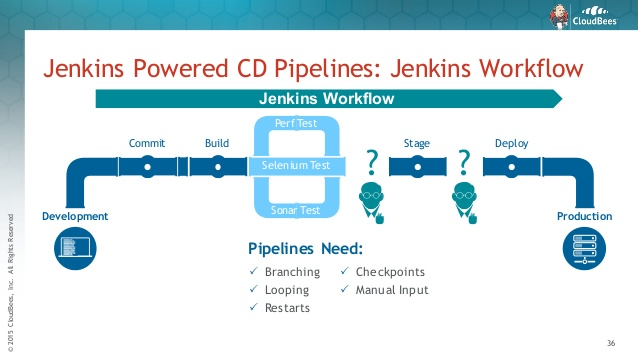 CloudBees
Jenkins Powered CD Pipelines: Jenkins Workflow
Jenkins Workflow
Perf Test
Commit
Build
Selenium Test
?
Stage
?
Deploy
Sonar Test
Development
Production
Pipelines Need:
✓ Branching
✓ Looping
✓ Restarts
✓ Checkpoints
✓ Manual Input
© 2015 CloudBees, Inc. All Rights Reserved
36